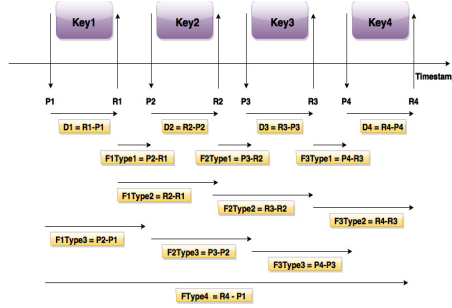 Key1 Key2 Key3 Key4
Timestam
P1 R1 P2 R2 P3 R3 P4 R4
D1 = R1-P1 D2 = R2-P2 D3 = R3-P3 D4 = R4-P4
F1Type1 = P2-R1 F2Type1 = P3-R2 F3Type1 = P4-R3
F1Type2 = R2-R1 F2Type2 = R3-R2 F3Type2 = R4-R3
F1Type3 = P2-P1 F2Type3 = P3-P2 F3Type3 = P4-P3
FType4 = R4 - P1